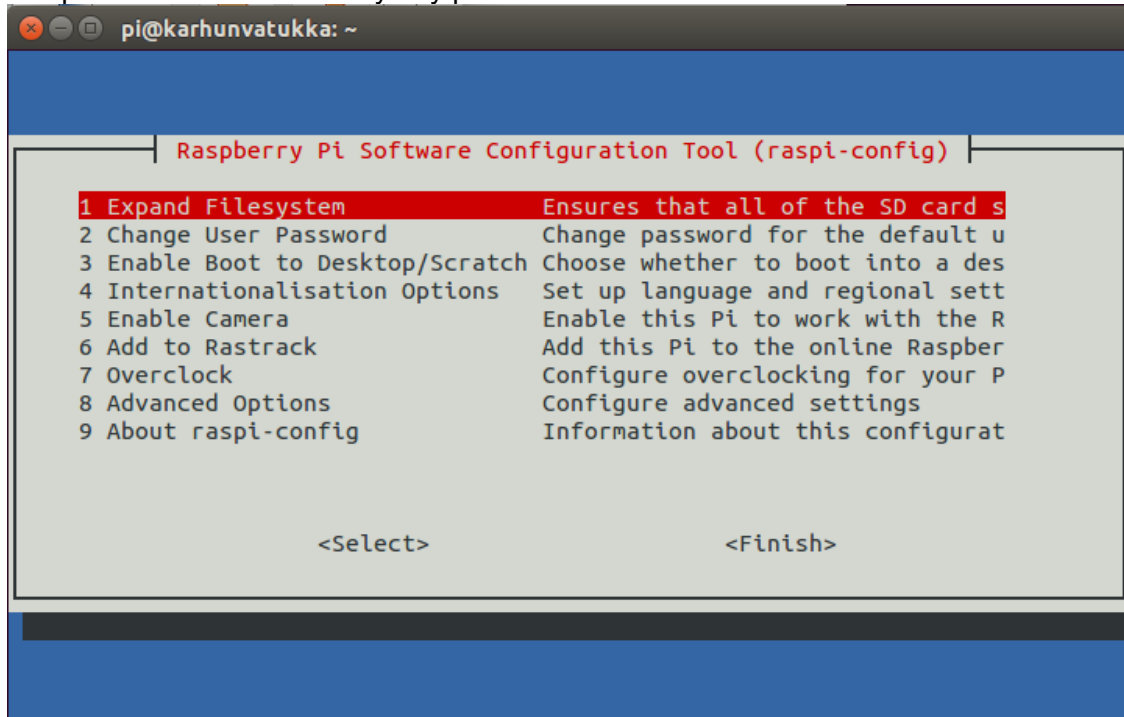 pi@karhunvatukka: ~
Raspberry Pi Software Configuration Tool (raspi-config)
1 Expand Filesystem Ensures that all of the SD card s
2 Change User Password Change password for the default u
3 Enable Boot to Desktop/Scratch Choose whether to boot into a des
4 Internationalisation Options Set up language and regional sett
5 Enable Camera Enable this Pi to work with the R
6 Add to Rastrack Add this Pi to the online Raspber
7 Overclock Configure overclocking for your P
8 Advanced Options Configure advanced settings
9 About raspi-config Information about this configurat
<Select> <Finish>